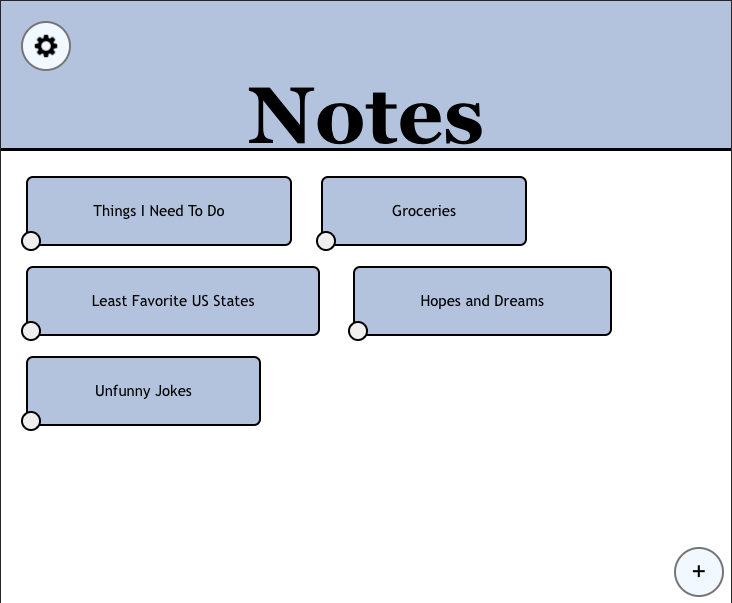 Notes
Things I Need To Do
Groceries
Least Favorite US States
Hopes and Dreams
Unfunny Jokes
+